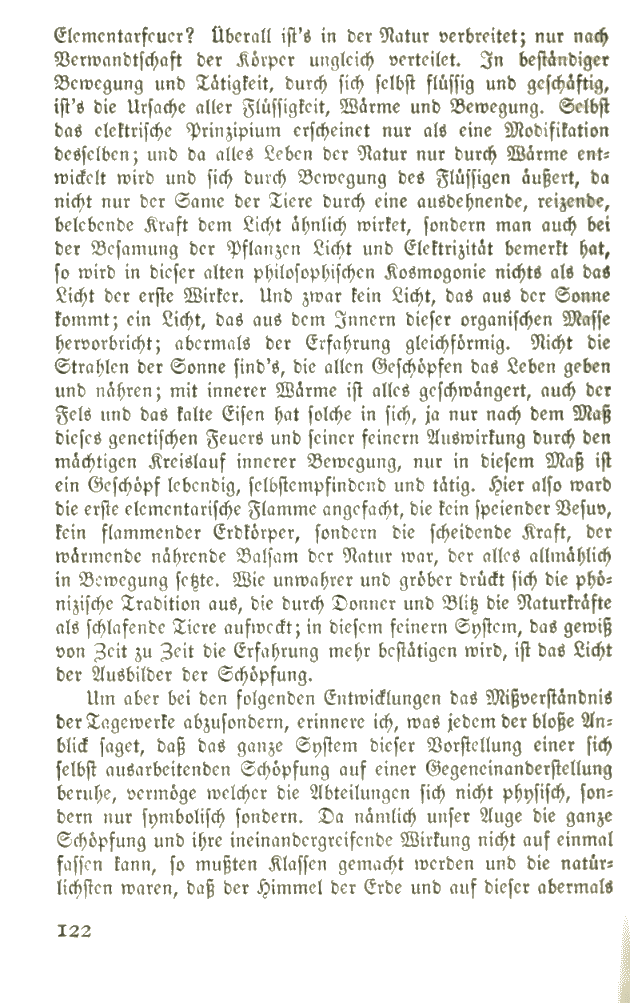 Elementarfeuer? Überall ist's in der Natur verbreitet; nur nach
Verwandtschaft der Körper ungleich verteilet. In beständiger
Bewegung und Tätigkeit, durch sich selbst flüssig und geschäftig,
ist's die Ursache aller Flüssigkeit, Wärme und Bewegung. Selbst
das elektrische Prinzipium erscheinet nur als eine Modifikation
desselben; und da alles Leben der Natur nur durch Wärme ent-
wickelt wird und sich durch Bewegung des Flüssigen äußert, da
nicht nur der Same der Tiere durch eine ausdehnende, reizende,
belebende Kraft dem Licht ähnlich wirket, sondern man auch bei
der Besamung der Pflanzen Licht und Elektrizität bemerkt hat,
so wird in dieser alten philosophischen Kosmogonie nichts als das
Licht der erste Wirker. Und zwar kein Licht, das aus der Sonne
kommt; ein Licht, das aus dem Innern dieser organischen Masse
hervorbricht; abermals der Erfahrung gleichförmig. Nicht die
Strahlen der Sonne sind's, die allen Geschöpfen das Leben geben
und nähren; mit innerer Wärme ist alles geschwängert, auch der
Fels und das kalte Eisen hat solche in sich, ja nur nach dem Maß
dieses genetischen Feuers und seiner feinern Auswirkung durch den
mächtigen Kreislauf innerer Bewegung, nur in diesem Maß ist
ein Geschöpf lebendig, selbstempfindend und tätig. Hier also ward
die erste elementarische Flamme angefacht, die kein speiender Vesuv,
kein flammender Erdkörper, sondern die scheidende Kraft, der
wärmende nährende Balsam der Natur war, der alles allmählich
in Bewegung setzte. Wie unwahrer und gröber drückt sich die phö-
nizische Tradition aus, die durch Donner und Blitz die Naturkräfte
als schlafende Tiere aufweckt; in diesem feinern System, das gewiß
von Zeit zu Zeit die Erfahrung mehr bestätigen wird, ist das Licht
der Ausbilder der Schöpfung.
Um aber bei den folgenden Entwicklungen das Mißverständnis
der Tagewerke abzusondern, erinnere ich, was jedem der bloße An-
blick saget, daß das ganze System dieser Vorstellung einer sich
selbst ausarbeitenden Schöpfung auf einer Gegeneinanderstellung
beruhe, vermöge welcher die Abteilungen sich nicht physisch, son-
dern nur symbolisch sondern. Da nämlich unser Auge die ganze
Schöpfung und ihre ineinandergreifende Wirkung nicht auf einmal
fassen kann, so mußten Klassen gemacht werden und die natür-
lichsten waren, daß der Himmel der Erde und auf dieser abermals
122